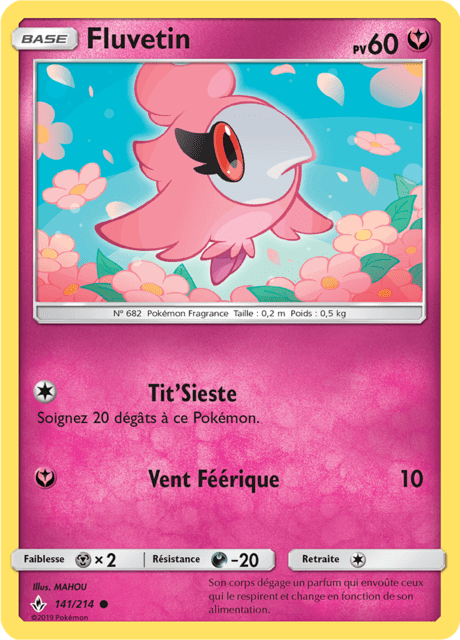 BASE Fluvetin PV60
N° 682 Pokémon Fragrance Taille : 0,2 m Poids : 0,5 kg
Tit'Sieste
Soignez 20 dégâts à ce Pokémon.
Vent Féérique 10
Faiblesse ×2 Résistance -20 Retraite
Illus. MAHOU
141/214
©2019 Pokémon
Son corps dégage un parfum qui envoûte ceux
qui le respirent et change en fonction de son
alimentation.